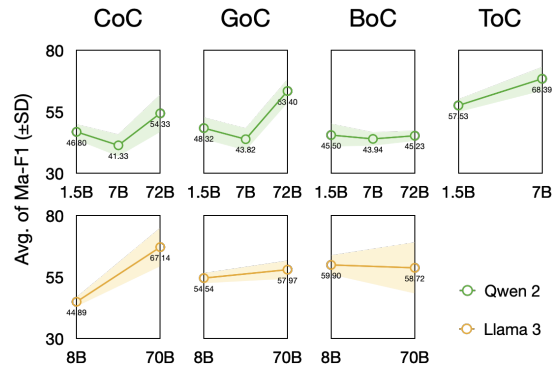 CoC GoC BoC ToC
Avg. of Ma-F1 (±SD)
80
55
30
46.80 41.33 54.33
48.32 43.82 63.40
45.50 43.94 45.23
57.53 68.39
1.5B 7B 72B 1.5B 7B 72B 1.5B 7B 72B 1.5B 7B
80
55
30
44.89 67.14
54.54 57.97
59.90 58.72
8B 70B 8B 70B 8B 70B
Qwen 2
Llama 3